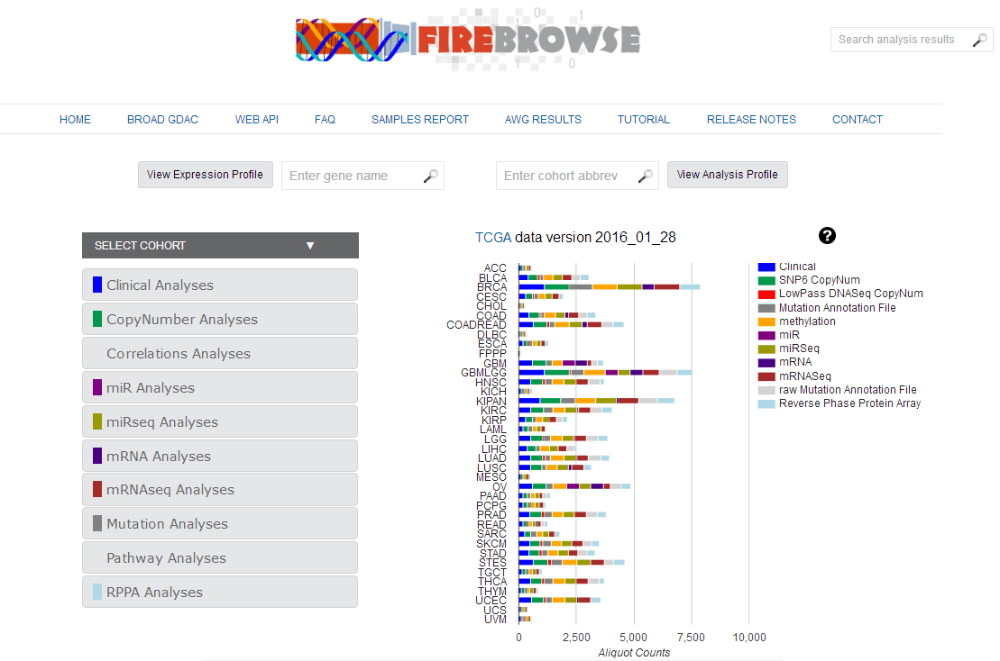 FIREBROWSE
Search analysis results
HOME BROAD GDAC WEB API FAQ SAMPLES REPORT AWG RESULTS TUTORIAL RELEASE NOTES CONTACT
View Expression Profile Enter gene name Enter cohort abbrev View Analysis Profile
SELECT COHORT ▼
Clinical Analyses
CopyNumber Analyses
Correlations Analyses
miR Analyses
miRseq Analyses
mRNA Analyses
mRNAseq Analyses
Mutation Analyses
Pathway Analyses
RPPA Analyses
TCGA data version 2016_01_28 ?
ACC
BLCA
BRCA
CESC
CHOL
COAD
COADREAD
DLBC
ESCA
FPPP
GBM
GBMLGG
HNSC
KICH
KIPAN
KIRC
KIRP
LAML
LGG
LIHC
LUAD
LUSC
MESO
OV
PAAD
PCPG
PRAD
READ
SARC
SKCM
STAD
STES
TGCT
THCA
THYM
UCEC
UCS
UVM
0 2,500 5,000 7,500 10,000
Aliquot Counts
Clinical
SNP6 CopyNum
LowPass DNASeq CopyNum
Mutation Annotation File
methylation
miR
miRSeq
mRNA
mRNASeq
raw Mutation Annotation File
Reverse Phase Protein Array